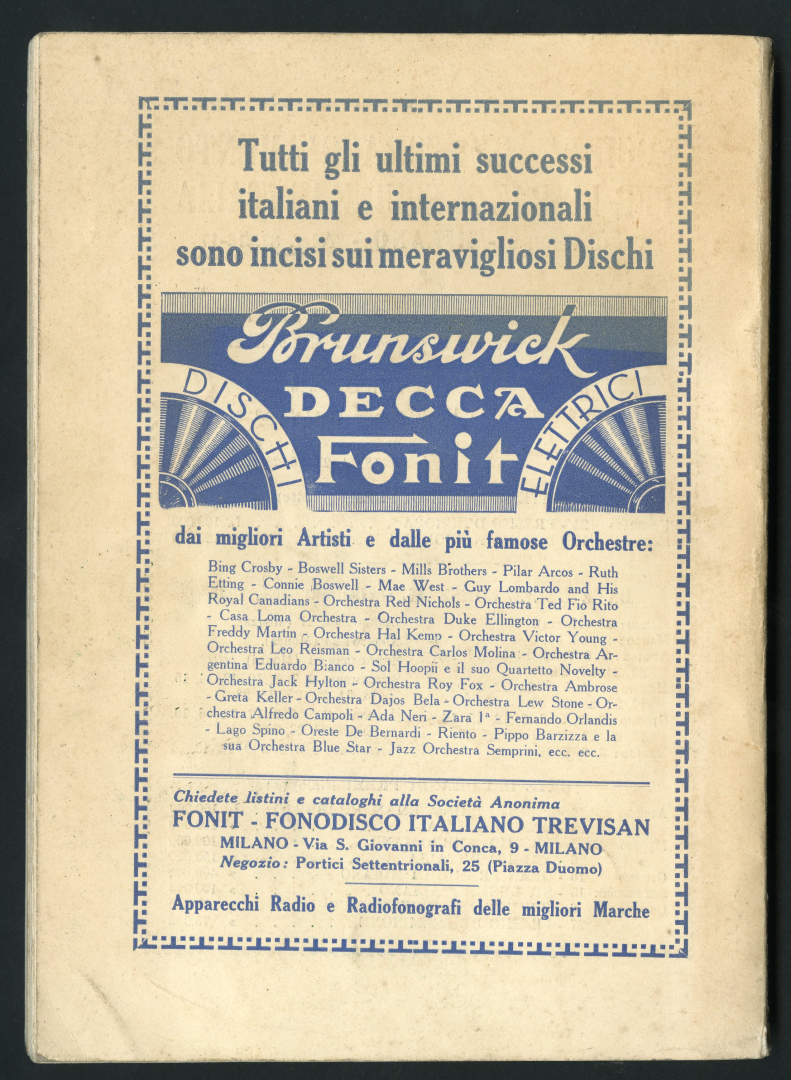 Tutti gli ultimi successi
italiani e internazionali
sono incisi sui meravigliosi Dischi
Brunswick
DISCHI
DECCA
ELETTRICI
Fonit
dai migliori Artisti e dalle più famose Orchestre:
Bing Crosby - Boswell Sisters - Mills Brothers - Pilar Arcos - Ruth
Etting - Connie Boswell - Mae West - Guy Lombardo and His
Royal Canadians - Orchestra Red Nichols - Orchestra Ted Fio Rito
- Casa Loma Orchestra - Orchestra Duke Ellington - Orchestra
Freddy Martin - Orchestra Hal Kemp - Orchestra Victor Young -
Orchestra Leo Reisman - Orchestra Carlos Molina - Orchestra Ar-
gentina Eduardo Bianco - Sol Hoopii e il suo Quartetto Novelty -
Orchestra Jack Hylton - Orchestra Roy Fox - Orchestra Ambrose
- Greta Keller - Orchestra Dajos Bela - Orchestra Lew Stone - Or-
chestra Alfredo Campoli - Ada Neri - Zara 1ª - Fernando Orlandis
- Lago Spino - Oreste De Bernardi - Riento - Pippo Barzizza e la
sua Orchestra Blue Star - Jazz Orchestra Semprini, ecc. ecc.
Chiedete listini e cataloghi alla Società Anonima
FONIT - FONODISCO ITALIANO TREVISAN
MILANO - Via S. Giovanni in Conca, 9 - MILANO
Negozio: Portici Settentrionali, 25 (Piazza Duomo)
Apparecchi Radio e Radiofonografi delle migliori Marche